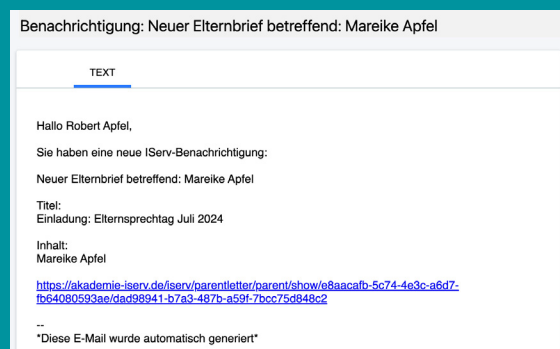 Benachrichtigung: Neuer Elternbrief betreffend: Mareike Apfel
TEXT
Hallo Robert Apfel,
Sie haben eine neue IServ-Benachrichtigung:
Neuer Elternbrief betreffend: Mareike Apfel
Titel:
Einladung: Elternsprechtag Juli 2024
Inhalt:
Mareike Apfel
https://akademie-iserv.de/iserv/parentletter/parent/show/e8aacafb-5c74-4e3c-a6d7-
fb64080593ae/dad98941-b7a3-487b-a59f-7bcc75d848c2
--
*Diese E-Mail wurde automatisch generiert*